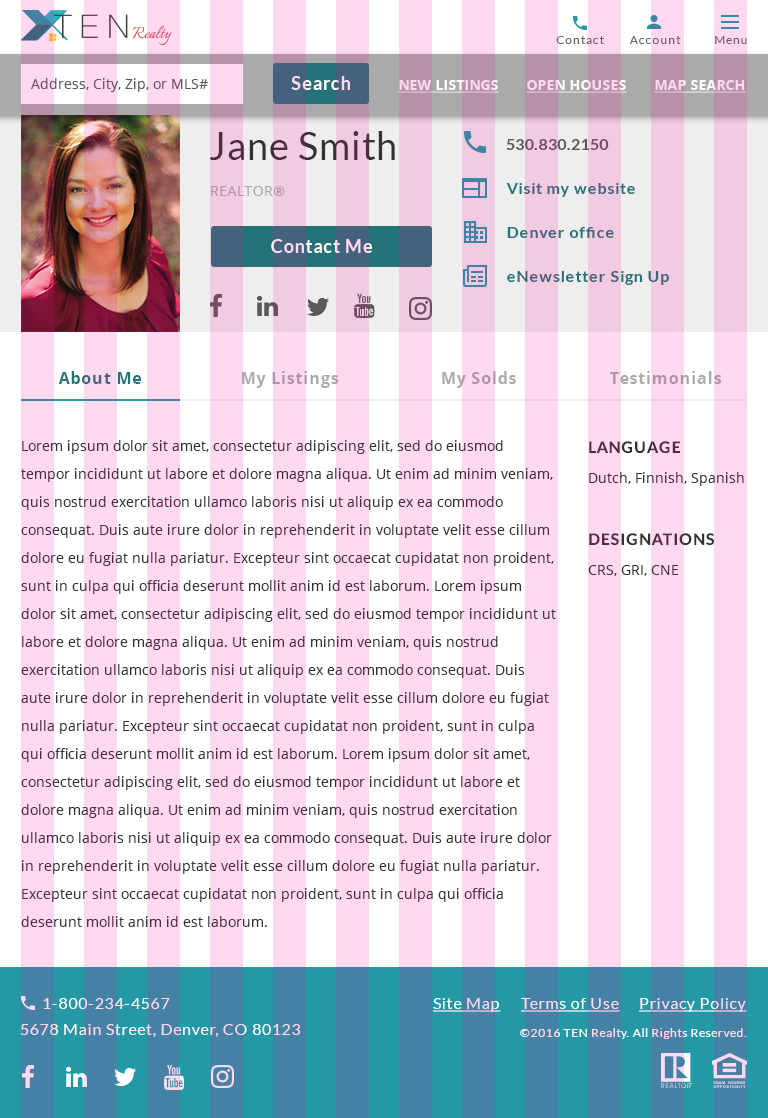 TEN Realty
Contact Account Menu
Address, City, Zip, or MLS# Search NEW LISTINGS OPEN HOUSES MAP SEARCH
Jane Smith
REALTOR®
Contact Me
530.830.2150
Visit my website
Denver office
eNewsletter Sign Up
You Tube
About Me My Listings My Solds Testimonials
Lorem ipsum dolor sit amet, consectetur adipiscing elit, sed do eiusmod
tempor incididunt ut labore et dolore magna aliqua. Ut enim ad minim veniam,
quis nostrud exercitation ullamco laboris nisi ut aliquip ex ea commodo
consequat. Duis aute irure dolor in reprehenderit in voluptate velit esse cillum
dolore eu fugiat nulla pariatur. Excepteur sint occaecat cupidatat non proident,
sunt in culpa qui officia deserunt mollit anim id est laborum. Lorem ipsum
dolor sit amet, consectetur adipiscing elit, sed do eiusmod tempor incididunt ut
labore et dolore magna aliqua. Ut enim ad minim veniam, quis nostrud
exercitation ullamco laboris nisi ut aliquip ex ea commodo consequat. Duis
aute irure dolor in reprehenderit in voluptate velit esse cillum dolore eu fugiat
nulla pariatur. Excepteur sint occaecat cupidatat non proident, sunt in culpa
qui officia deserunt mollit anim id est laborum. Lorem ipsum dolor sit amet,
consectetur adipiscing elit, sed do eiusmod tempor incididunt ut labore et
dolore magna aliqua. Ut enim ad minim veniam, quis nostrud exercitation
ullamco laboris nisi ut aliquip ex ea commodo consequat. Duis aute irure dolor
in reprehenderit in voluptate velit esse cillum dolore eu fugiat nulla pariatur.
Excepteur sint occaecat cupidatat non proident, sunt in culpa qui officia
deserunt mollit anim id est laborum.
LANGUAGE
Dutch, Finnish, Spanish
DESIGNATIONS
CRS, GRI, CNE
1-800-234-4567
5678 Main Street, Denver, CO 80123
You Tube
Site Map Terms of Use Privacy Policy
©2016 TEN Realty. All Rights Reserved.
REALTOR®
EQUAL HOUSING
OPPORTUNITY